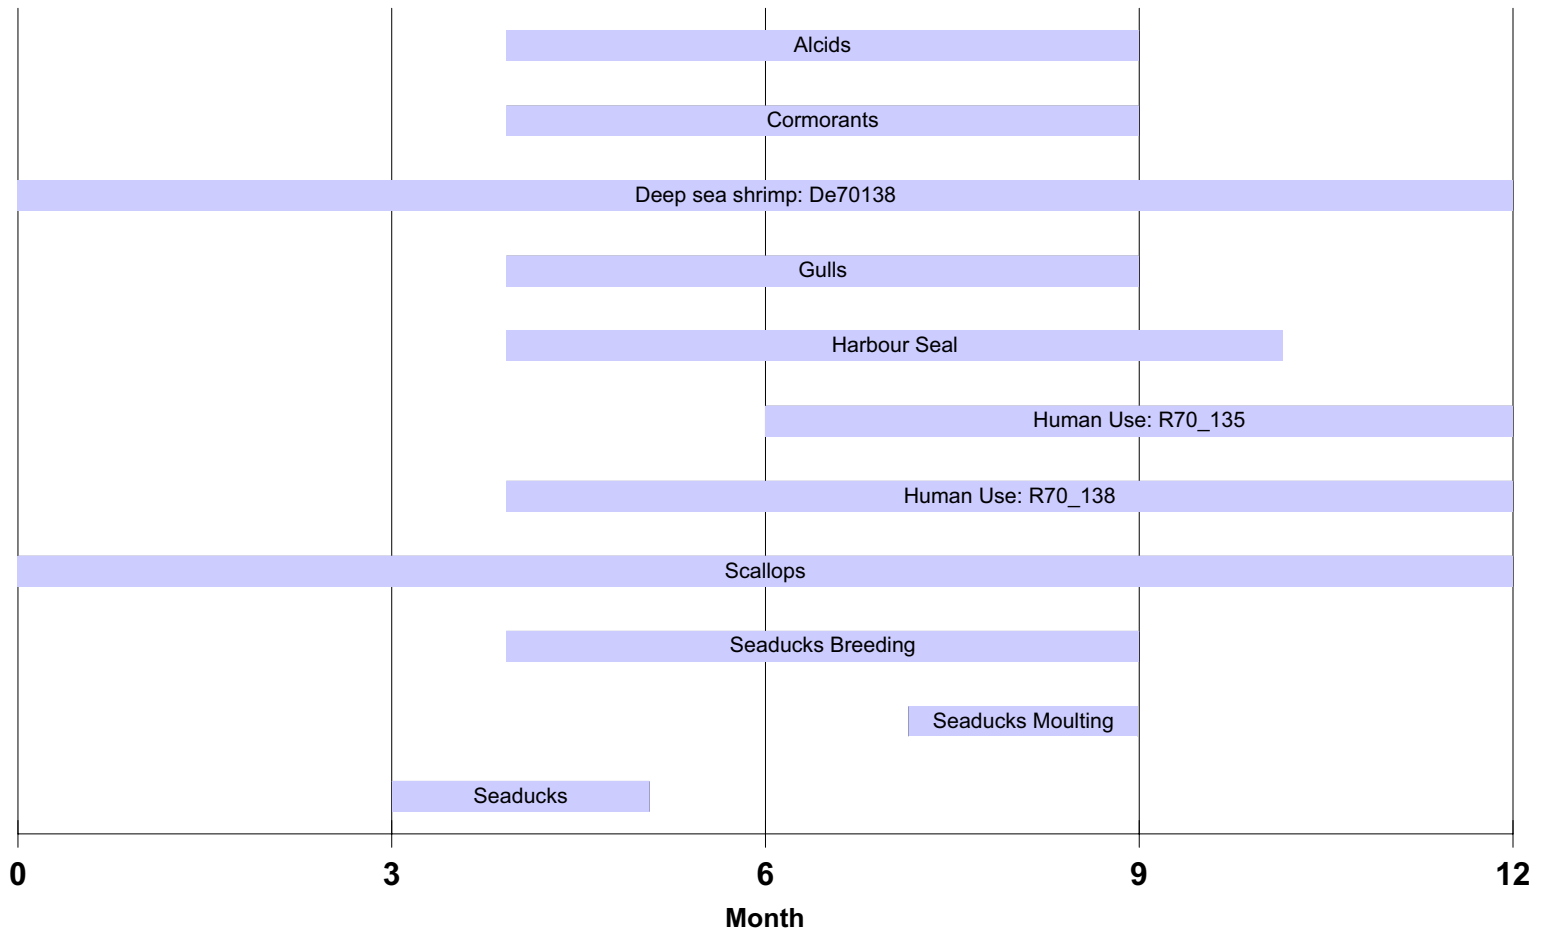 Alcids
Cormorants
Deep sea shrimp: De70138
Gulls
Harbour Seal
Human Use: R70_135
Human Use: R70_138
Scallops
Seaducks Breeding
Seaducks Moulting
Seaducks
0 3 6 9 12
Month